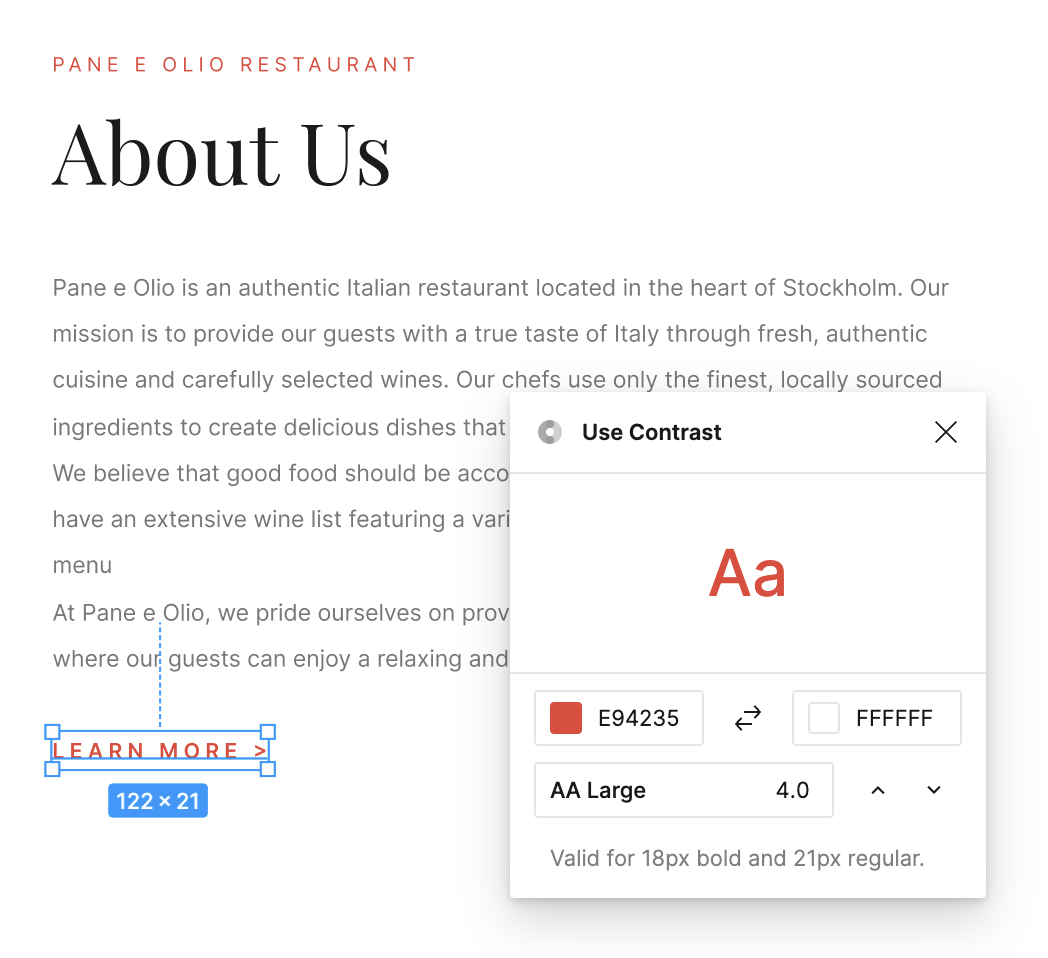 PANE E OLIO RESTAURANT
About Us
Pane e Olio is an authentic Italian restaurant located in the heart of Stockholm. Our
mission is to provide our guests with a true taste of Italy through fresh, authentic
cuisine and carefully selected wines. Our chefs use only the finest, locally sourced
ingredients to create delicious dishes that
We believe that good food should be acco
have an extensive wine list featuring a vari
menu
At Pane e Olio, we pride ourselves on prov
where our guests can enjoy a relaxing and
LEARN MORE >
122 × 21
Use Contrast
Aa
E94235
FFFFFF
AA Large 4.0
Valid for 18px bold and 21px regular.